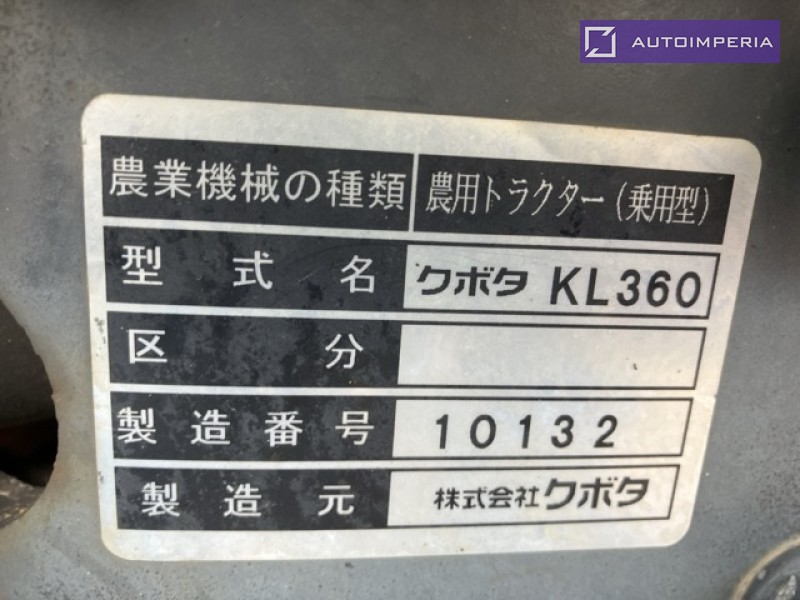 AUTOIMPERIA
農業機械の種類 農用トラクター(乗用型)
型式名 クボタ KL360
区分
製造番号 10132
製造元 株式会社クボタ